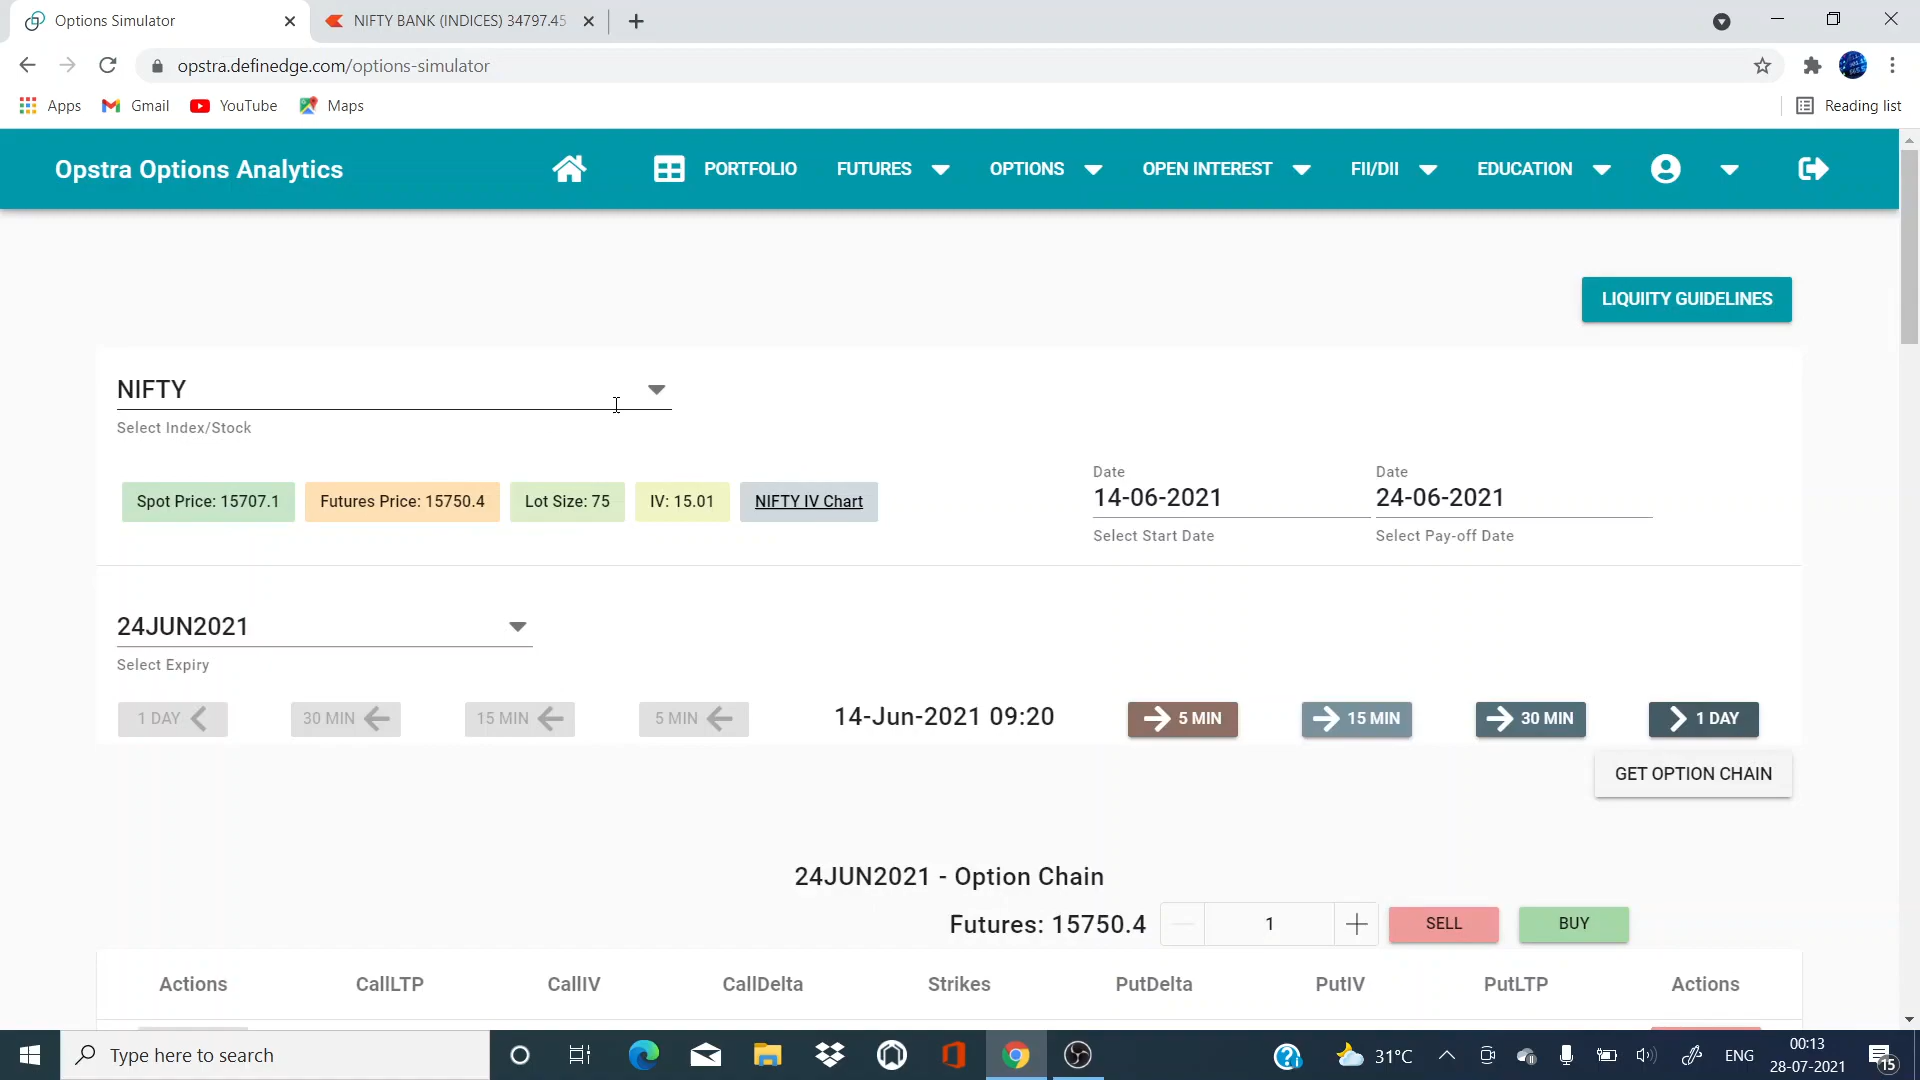 Options Simulator
NIFTY BANK (INDICES) 34797.45
opstra.definedge.com/options-simulator
Apps Gmail YouTube Maps Reading list
Opstra Options Analytics PORTFOLIO FUTURES OPTIONS OPEN INTEREST FII/DII EDUCATION
LIQUIITY GUIDELINES
NIFTY
Select Index/Stock
Spot Price: 15707.1 Futures Price: 15750.4 Lot Size: 75 IV: 15.01 NIFTY IV Chart
Date
14-06-2021
Select Start Date
Date
24-06-2021
Select Pay-off Date
24JUN2021
Select Expiry
1 DAY 30 MIN 15 MIN 5 MIN 14-Jun-2021 09:20 5 MIN 15 MIN 30 MIN 1 DAY
GET OPTION CHAIN
24JUN2021 - Option Chain
Futures: 15750.4 1 SELL BUY
Actions CallLTP CallIV CallDelta Strikes PutDelta PutIV PutLTP Actions
Type here to search
31°C
ENG
00:13
28-07-2021
15